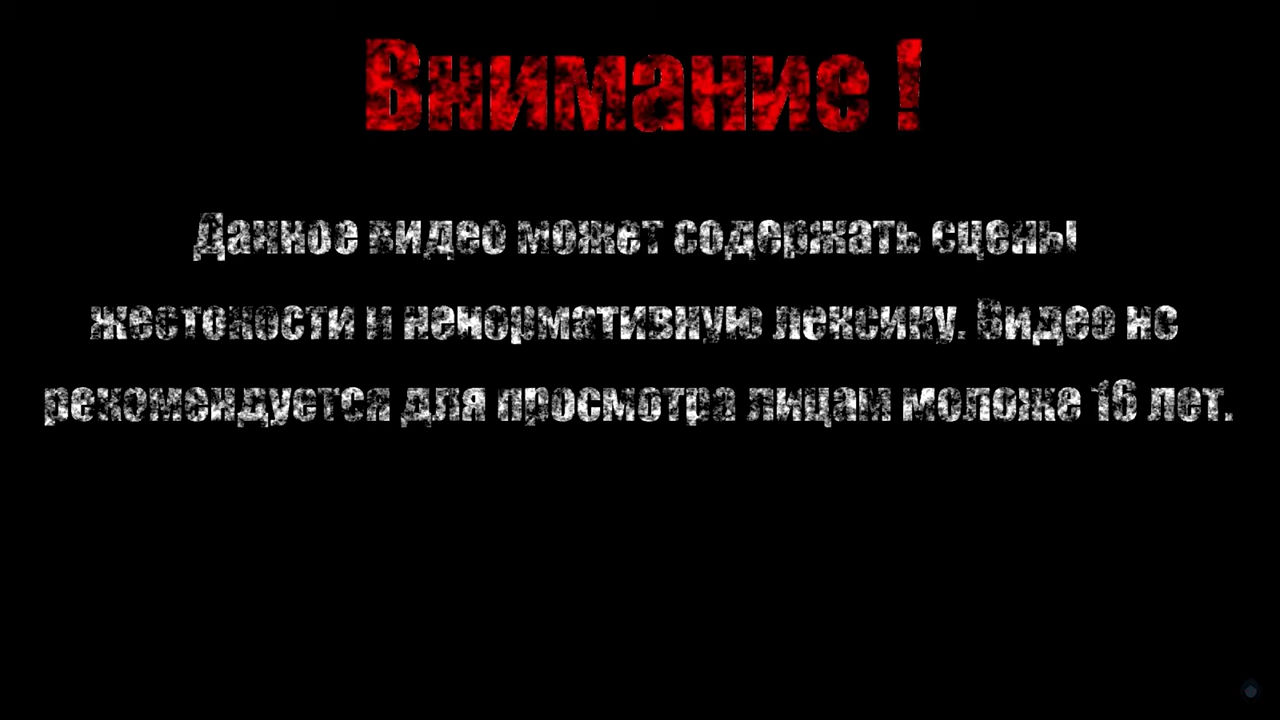 Внимание !
Данное видео может содержать сцены
жестокости и ненормативную лексику. Видео не
рекомендуется для просмотра лицам моложе 16 лет.